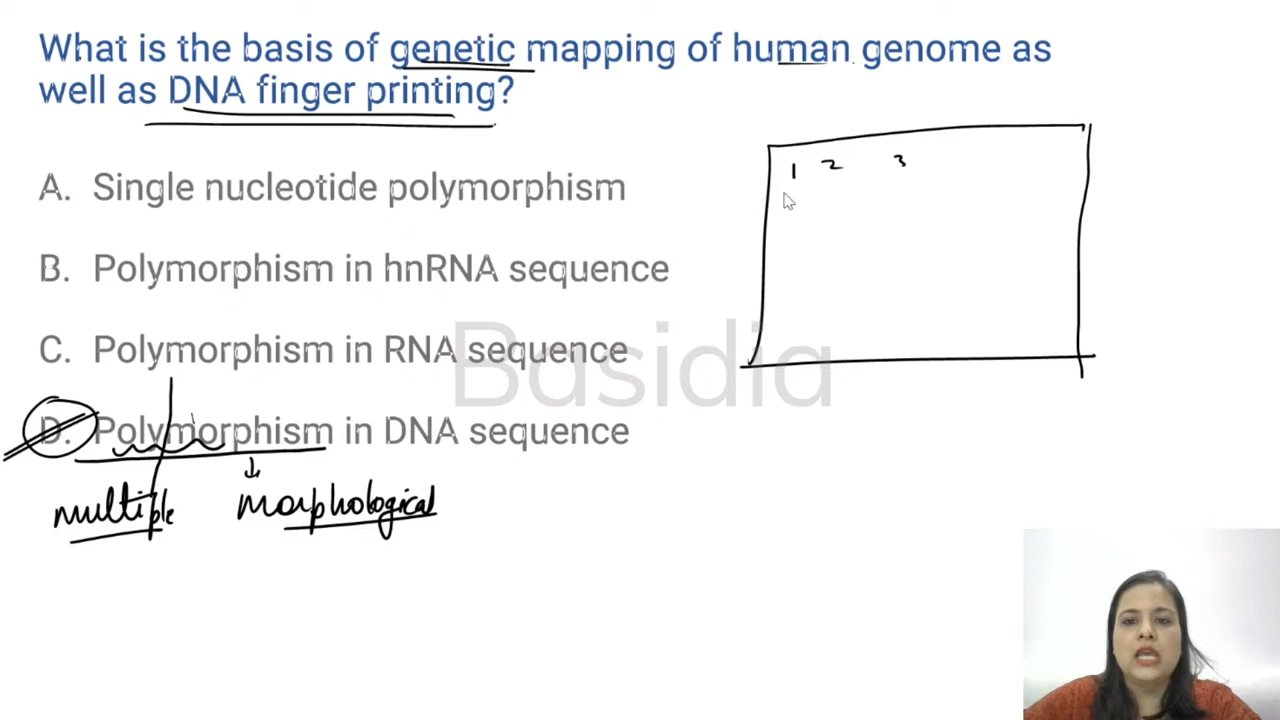 What is the basis of genetic mapping of human genome as
well as DNA finger printing?
A. Single nucleotide polymorphism
B. Polymorphism in hnRNA sequence
C. Polymorphism in RNA sequence
D. Polymorphism in DNA sequence
multiple morphological
1 2 3
Basidia